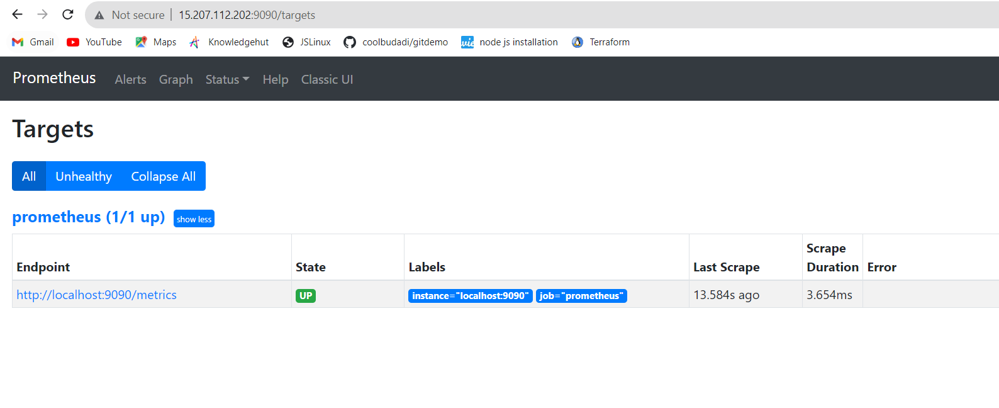 Not secure | 15.207.112.202:9090/targets
Gmail YouTube Maps Knowledgehut JSLinux coolbudadi/gitdemo vie node js installation Terraform
Prometheus Alerts Graph Status Help Classic UI
Targets
All Unhealthy Collapse All
prometheus (1/1 up) show less
Endpoint State Labels Last Scrape Scrape Duration Error
http://localhost:9090/metrics UP instance="localhost:9090" job="prometheus" 13.584s ago 3.654ms